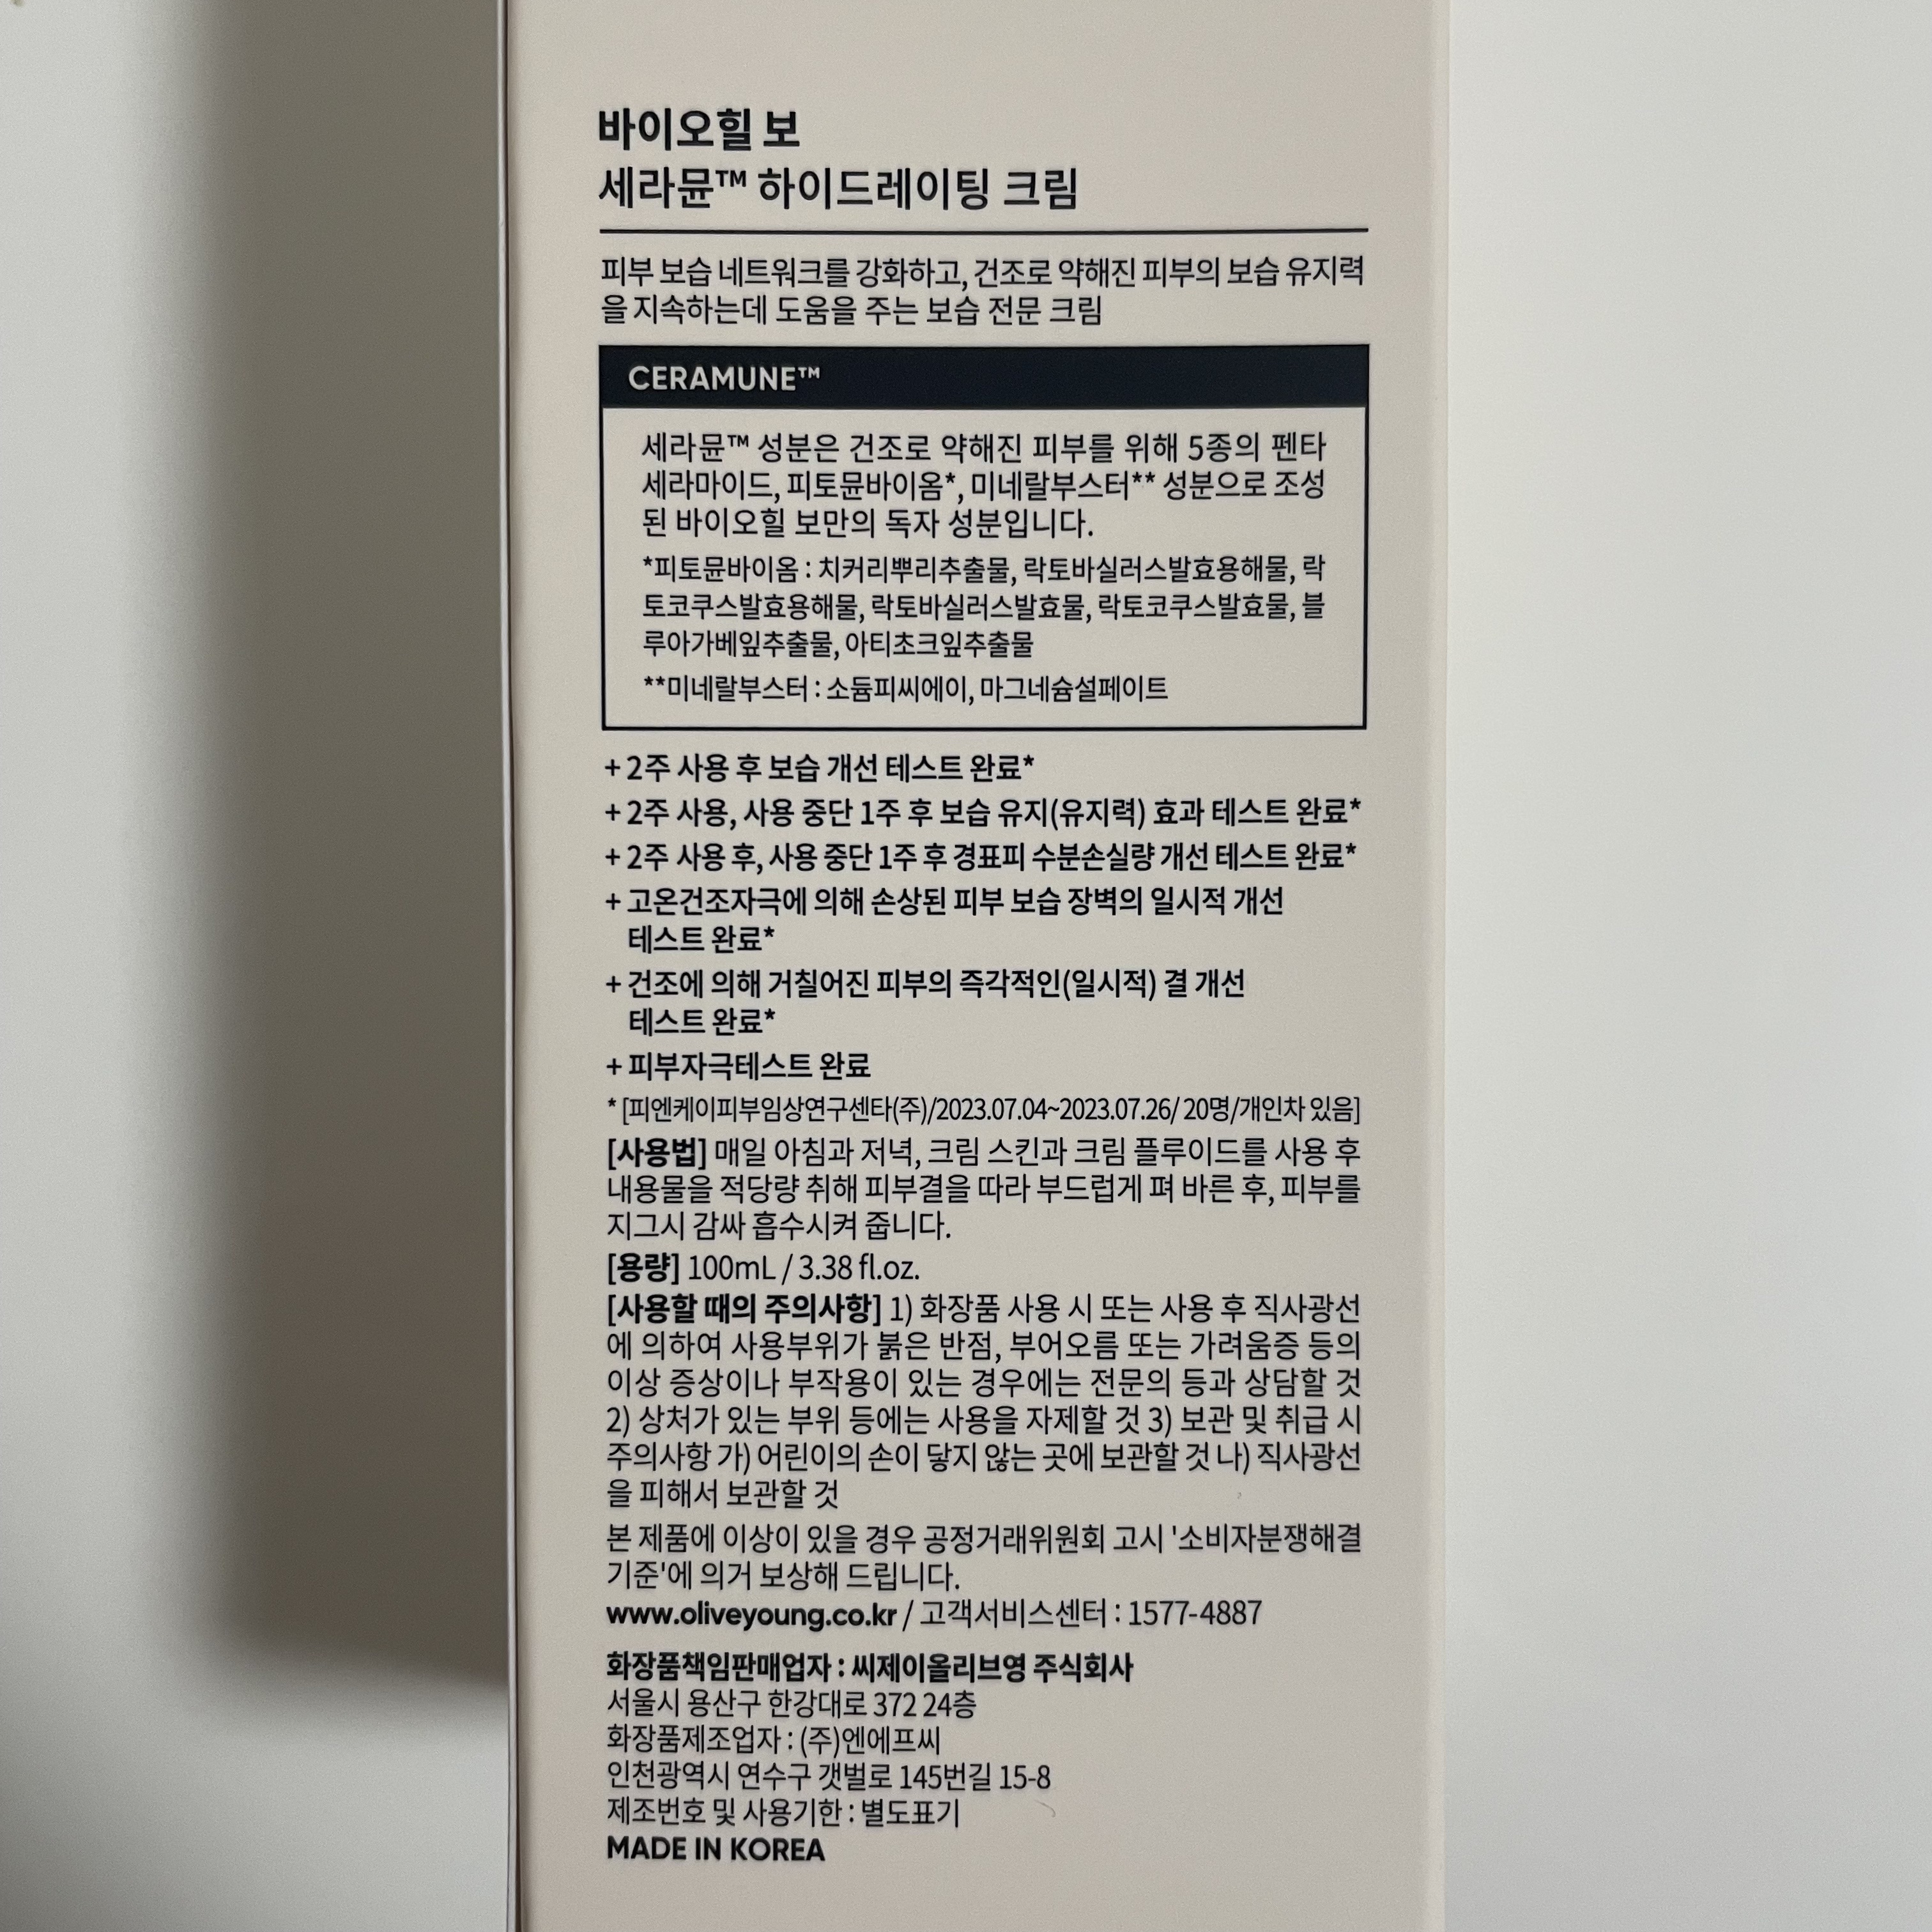 바이오힐 보
세라뮨™ 하이드레이팅 크림
피부 보습 네트워크를 강화하고, 건조로 약해진 피부의 보습 유지력
을 지속하는데 도움을 주는 보습 전문 크림
CERAMUNE™
세라뮨™ 성분은 건조로 약해진 피부를 위해 5종의 펜타
세라마이드, 피토뮨바이옴*, 미네랄부스터** 성분으로 조성
된 바이오힐 보만의 독자 성분입니다.
*피토뮨바이옴 : 치커리뿌리추출물, 락토바실러스발효용해물, 락
토코쿠스발효용해물, 락토바실러스발효물, 락토코쿠스발효물, 블
루아가베잎추출물, 아티초크잎추출물
**미네랄부스터 : 소듐피씨에이, 마그네슘설페이트
+ 2주 사용 후 보습 개선 테스트 완료*
+ 2주 사용, 사용 중단 1주 후 보습 유지(유지력) 효과 테스트 완료*
+ 2주 사용 후, 사용 중단 1주 후 경표피 수분손실량 개선 테스트 완료*
+ 고온건조자극에 의해 손상된 피부 보습 장벽의 일시적 개선
테스트 완료*
+ 건조에 의해 거칠어진 피부의 즉각적인(일시적) 결 개선
테스트 완료*
+ 피부자극테스트 완료
* [피엔케이피부임상연구센타(주)/2023.07.04~2023.07.26/ 20명/개인차 있음]
[사용법] 매일 아침과 저녁, 크림 스킨과 크림 플루이드를 사용 후
내용물을 적당량 취해 피부결을 따라 부드럽게 펴 바른 후, 피부를
지그시 감싸 흡수시켜 줍니다.
[용량] 100mL / 3.38 fl.oz.
[사용할 때의 주의사항] 1) 화장품 사용 시 또는 사용 후 직사광선
에 의하여 사용부위가 붉은 반점, 부어오름 또는 가려움증 등의
이상 증상이나 부작용이 있는 경우에는 전문의 등과 상담할 것
2) 상처가 있는 부위 등에는 사용을 자제할 것 3) 보관 및 취급 시
주의사항 가) 어린이의 손이 닿지 않는 곳에 보관할 것 나) 직사광선
을 피해서 보관할 것
본 제품에 이상이 있을 경우 공정거래위원회 고시 '소비자분쟁해결
기준'에 의거 보상해 드립니다.
www.oliveyoung.co.kr / 고객서비스센터 : 1577-4887
화장품책임판매업자 : 씨제이올리브영 주식회사
서울시 용산구 한강대로 372 24층
화장품제조업자 : (주)엔에프씨
인천광역시 연수구 갯벌로 145번길 15-8
제조번호 및 사용기한 : 별도표기
MADE IN KOREA